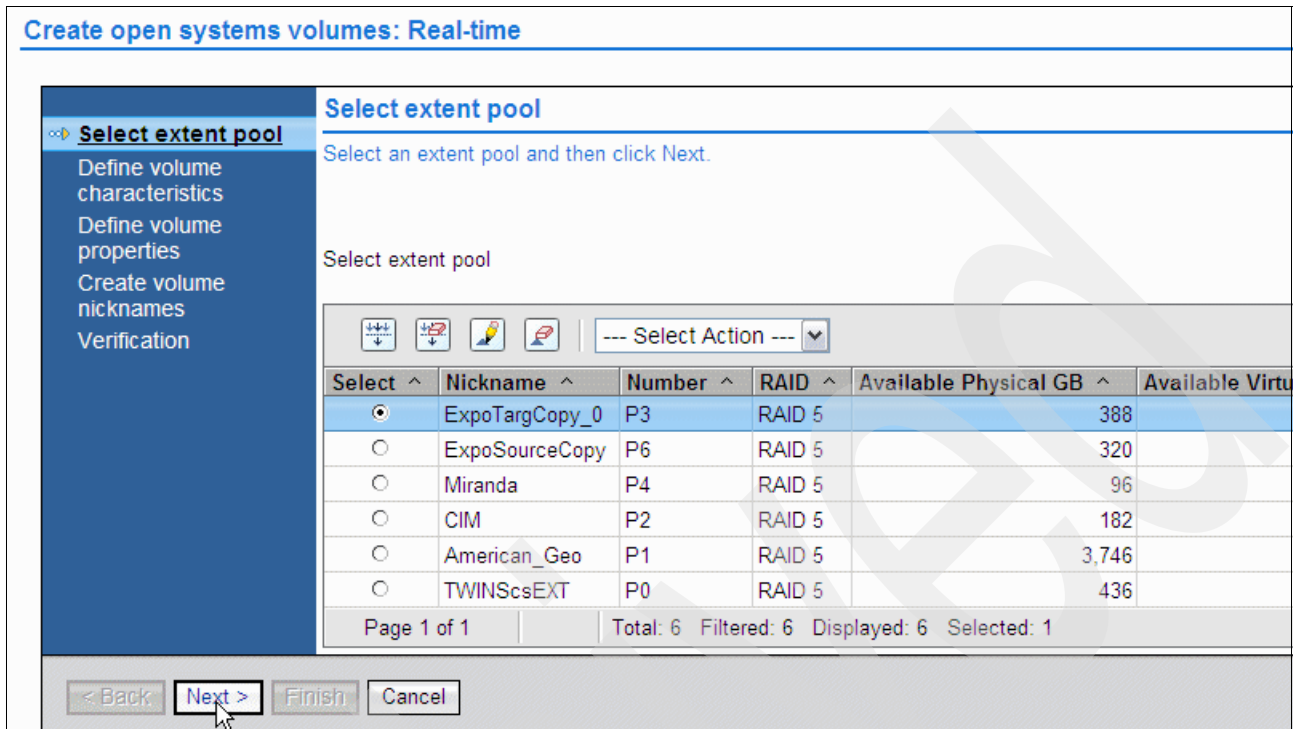 Create open systems volumes: Real-time
Select extent pool
Define volume
characteristics
Define volume
properties
Create volume
nicknames
Verification
Select extent pool
Select an extent pool and then click Next.
Select extent pool
--- Select Action ---
Select ^ Nickname ^ Number ^ RAID ^ Available Physical GB ^ Available Virtu
ExpoTargCopy_0 P3 RAID 5 388
ExpoSourceCopy P6 RAID 5 320
Miranda P4 RAID 5 96
CIM P2 RAID 5 182
American_Geo P1 RAID 5 3,746
TWINScsEXT P0 RAID 5 436
Page 1 of 1 Total: 6 Filtered: 6 Displayed: 6 Selected: 1
< Back Next > Finish Cancel